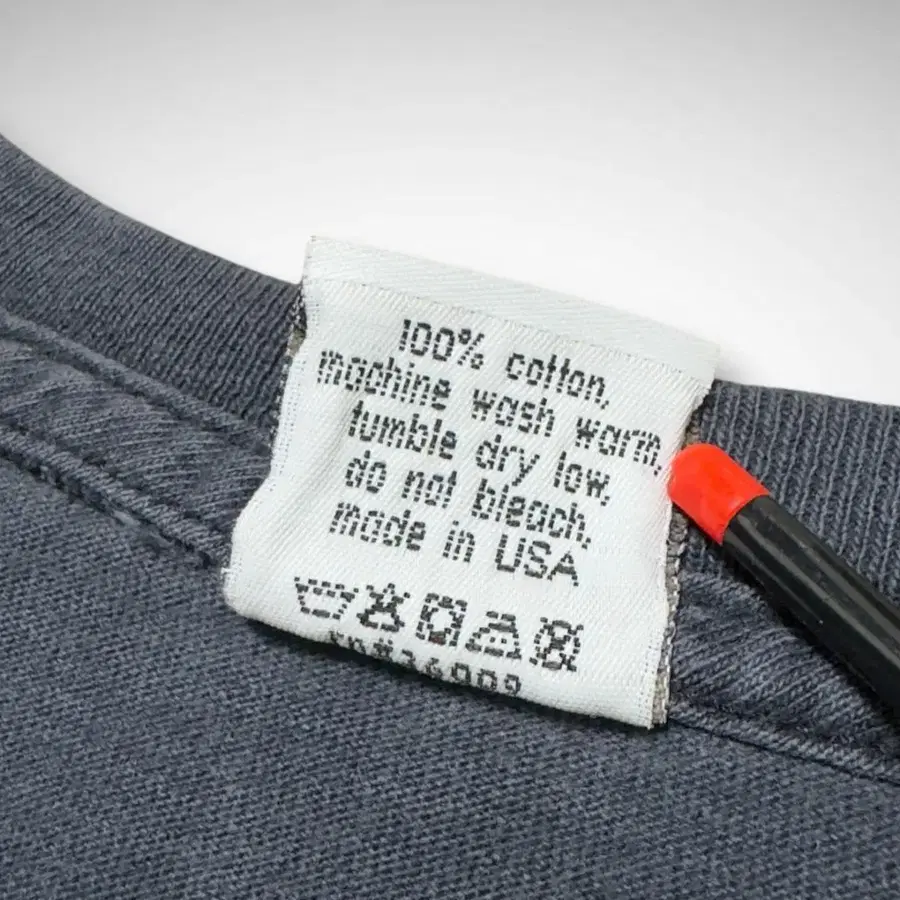 100% cotton,
machine wash warm,
tumble dry low,
do not bleach,
made in USA